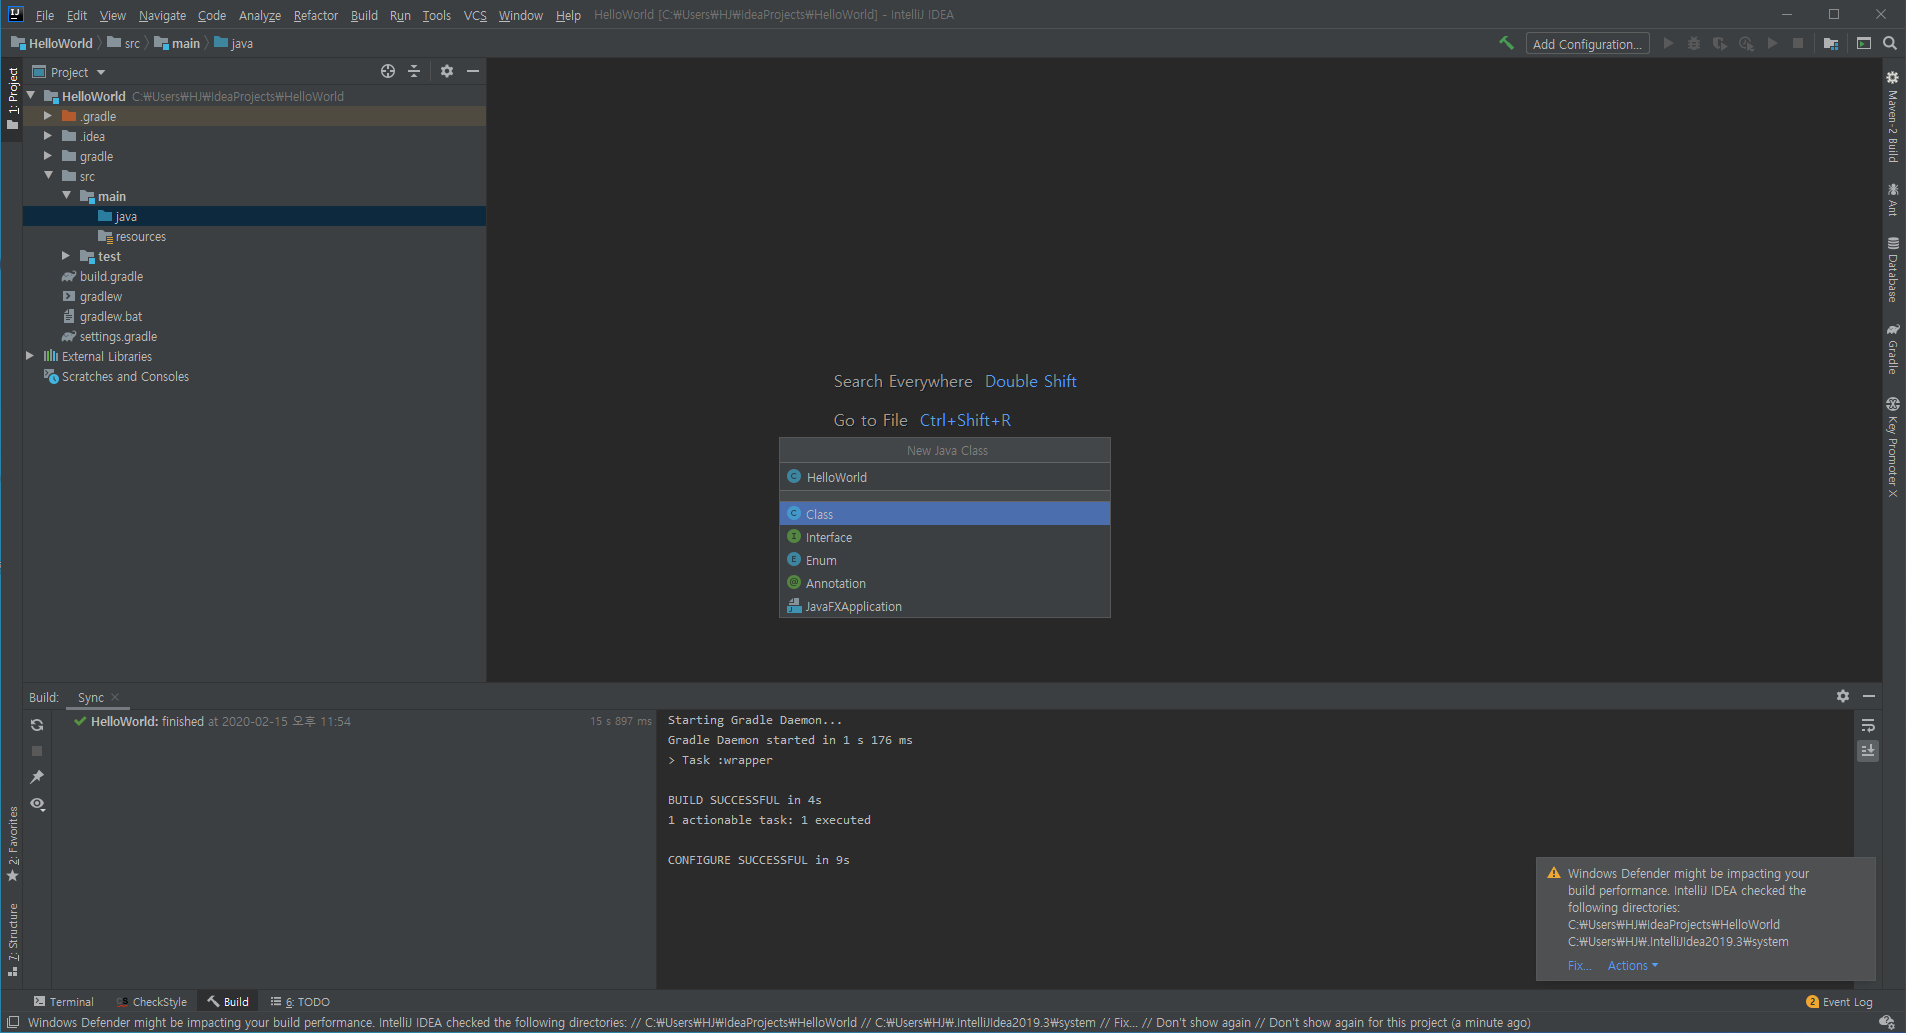 File Edit View Navigate Code Analyze Refactor Build Run Tools VCS Window Help HelloWorld [C:₩Users₩HJ₩IdeaProjects₩HelloWorld] - IntelliJ IDEA
HelloWorld src main java
Add Configuration...
1: Project
Project
HelloWorld C:₩Users₩HJ₩IdeaProjects₩HelloWorld
.gradle
.idea
gradle
src
main
java
resources
test
build.gradle
gradlew
gradlew.bat
settings.gradle
External Libraries
Scratches and Consoles
Search Everywhere Double Shift
Go to File Ctrl+Shift+R
New Java Class
HelloWorld
Class
Interface
Enum
Annotation
JavaFXApplication
Maven-2 Build
Ant
Database
Gradle
Key Promoter X
Build: Sync
HelloWorld: finished at 2020-02-15 오후 11:54 15 s 897 ms
Starting Gradle Daemon...
Gradle Daemon started in 1 s 176 ms
> Task :wrapper
BUILD SUCCESSFUL in 4s
1 actionable task: 1 executed
CONFIGURE SUCCESSFUL in 9s
2: Favorites
7: Structure
Windows Defender might be impacting your
build performance. IntelliJ IDEA checked the
following directories:
C:₩Users₩HJ₩IdeaProjects₩HelloWorld
C:₩Users₩HJ₩.IntelliJIdea2019.3₩system
Fix... Actions
Terminal CheckStyle Build 6: TODO
2 Event Log
Windows Defender might be impacting your build performance. IntelliJ IDEA checked the following directories: // C:₩Users₩HJ₩IdeaProjects₩HelloWorld // C:₩Users₩HJ₩.IntelliJIdea2019.3₩system // Fix... // Don't show again // Don't show again for this project (a minute ago)